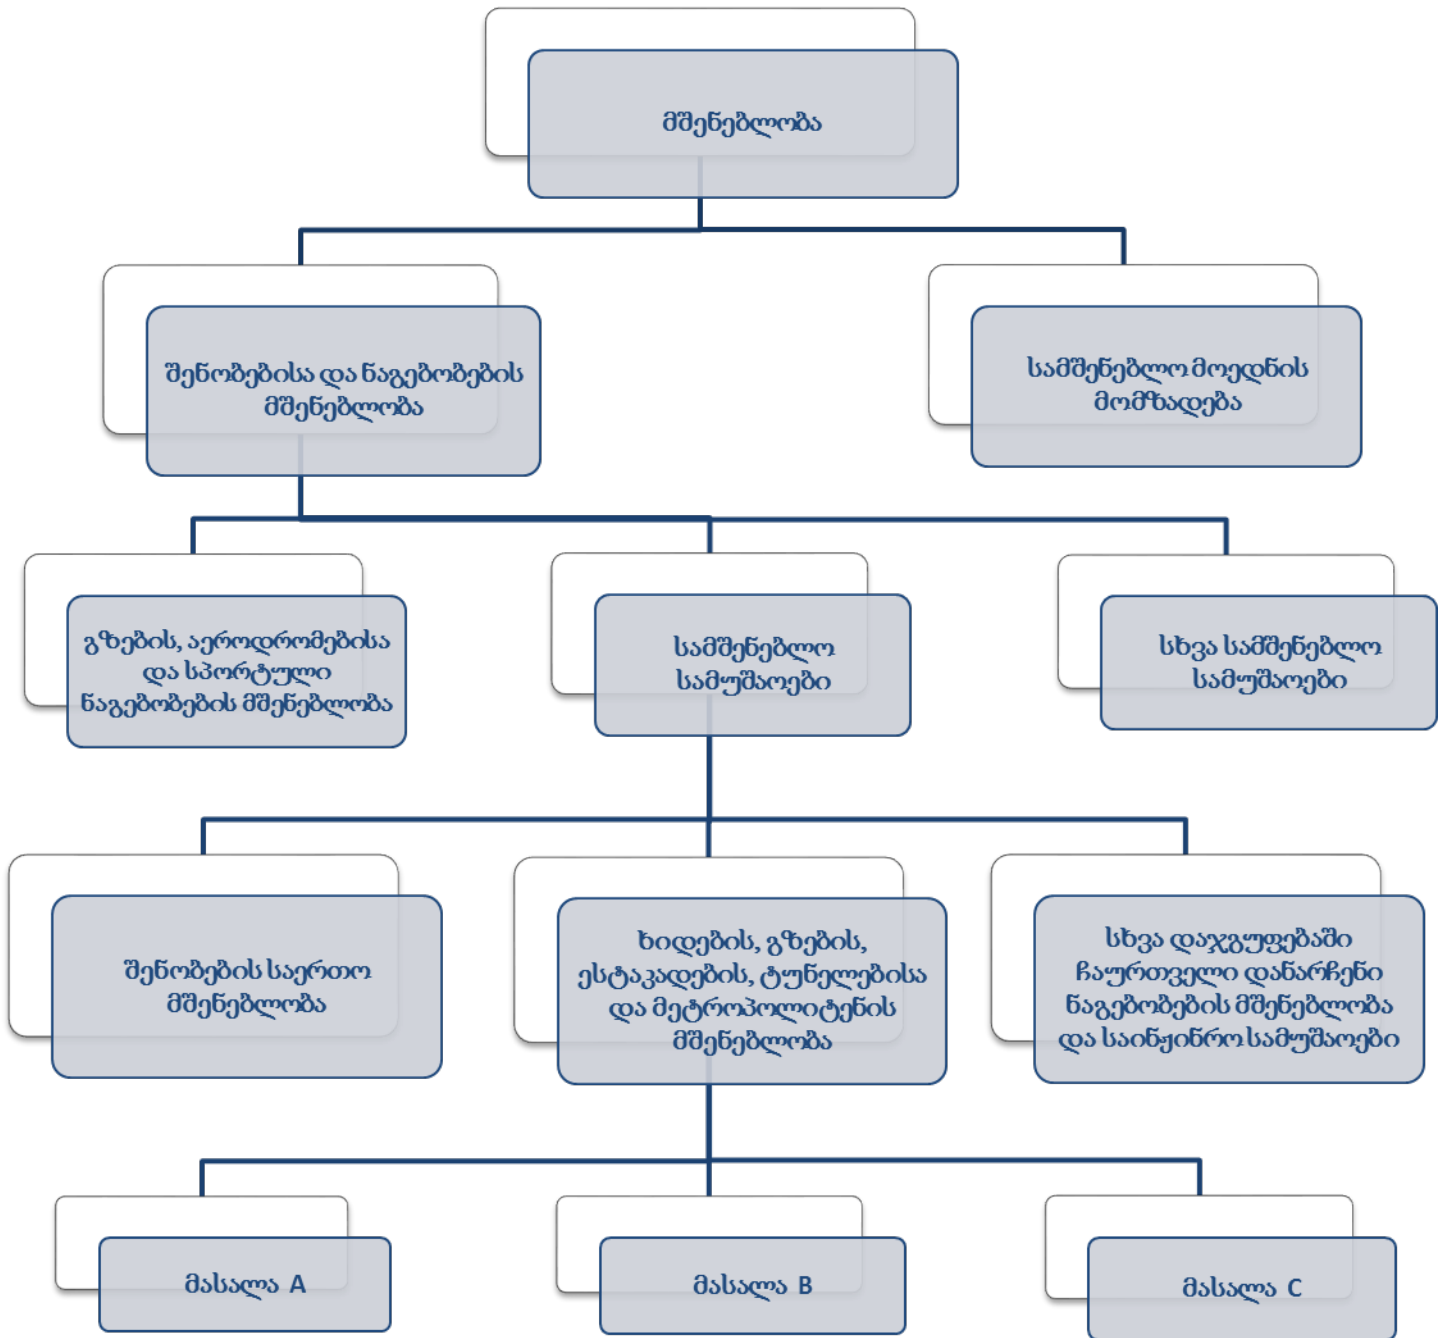 მშენებლობა
შენობებისა და ნაგებობების
მშენებლობა
სამშენებლო მოედნის
მომზადება
გზების, აეროდრომებისა
და სპორტული
ნაგებობების მშენებლობა
სამშენებლო
სამუშაოები
სხვა სამშენებლო
სამუშაოები
შენობების საერთო
მშენებლობა
ხიდების, გზების,
ესტაკადების, ტუნელებისა
და მეტროპოლიტენის
მშენებლობა
სხვა დაჯგუფებაში
ჩაურთველი დანარჩენი
ნაგებობების მშენებლობა
და საინჟინრო სამუშაოები
მასალა A
მასალა B
მასალა C